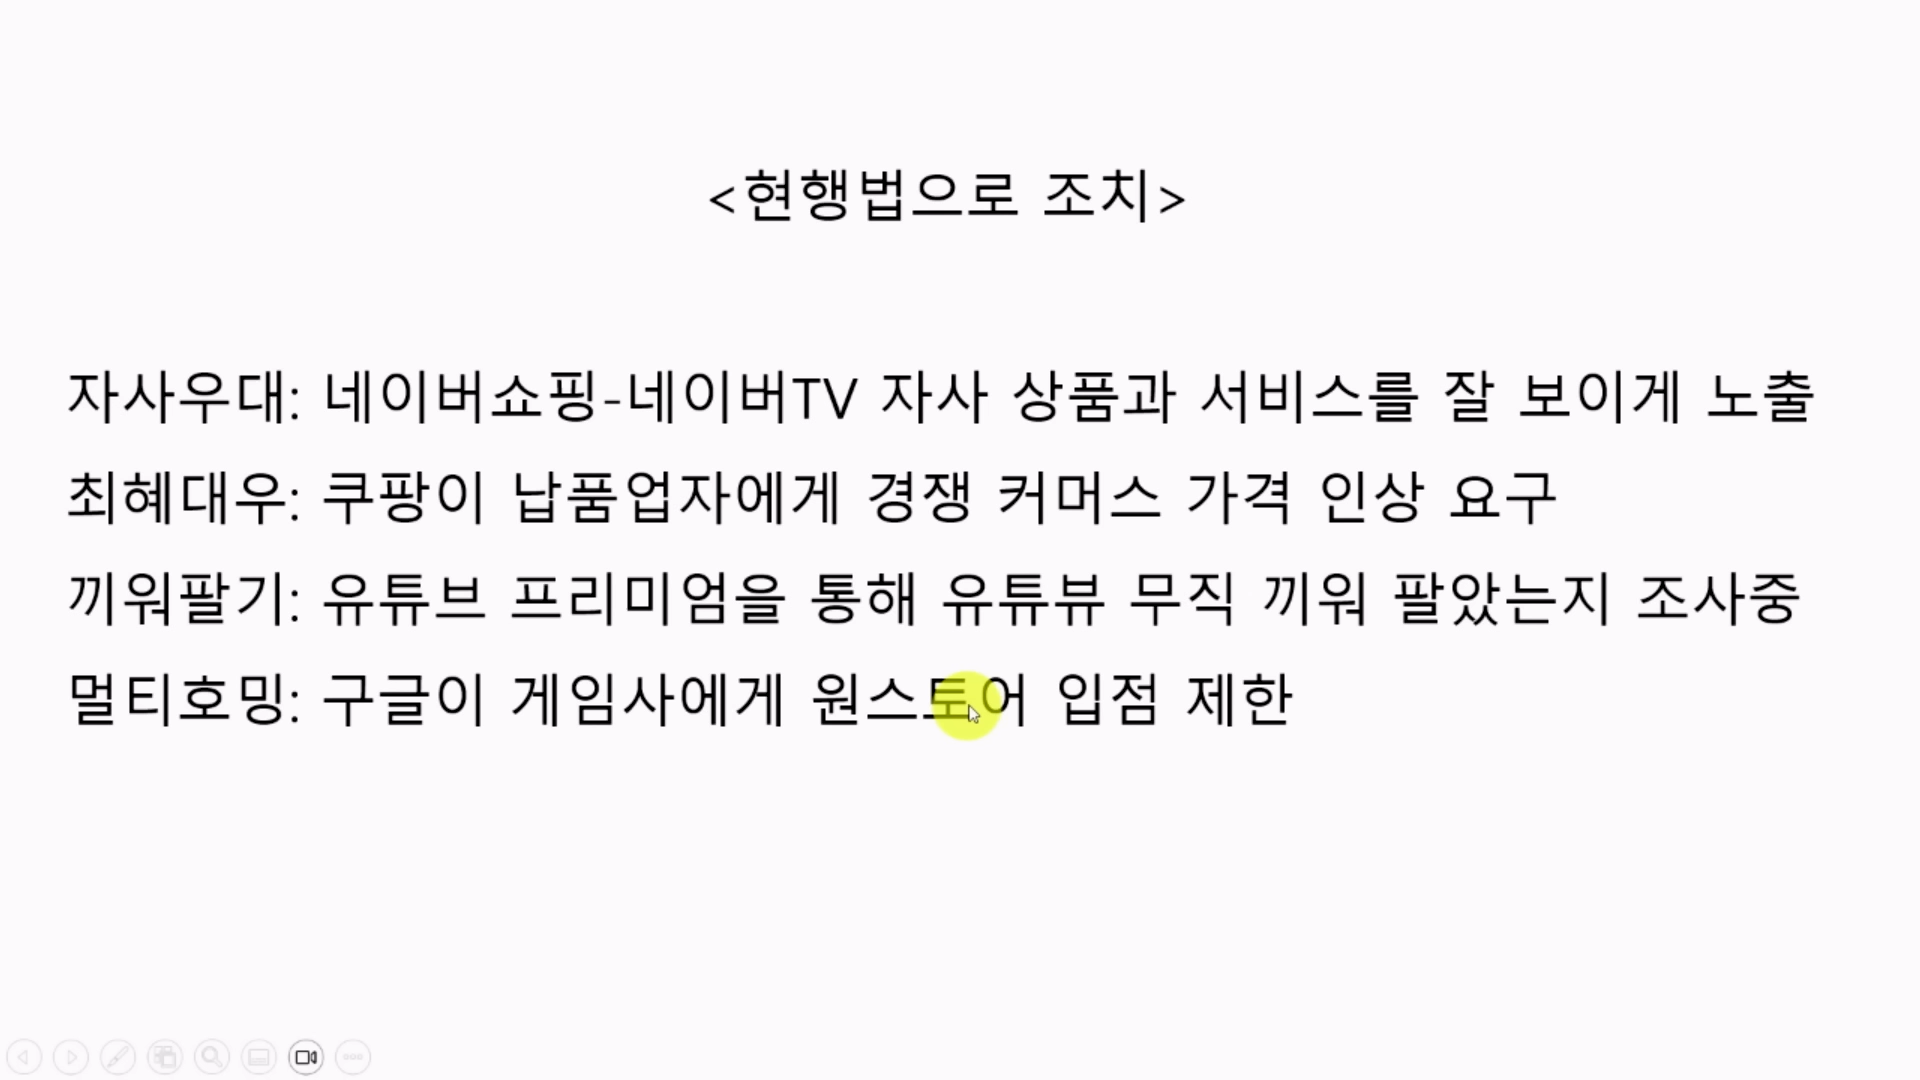 <현행법으로 조치>
자사우대: 네이버쇼핑-네이버TV 자사 상품과 서비스를 잘 보이게 노출
최혜대우: 쿠팡이 납품업자에게 경쟁 커머스 가격 인상 요구
끼워팔기: 유튜브 프리미엄을 통해 유튜뷰 무직 끼워 팔았는지 조사중
멀티호밍: 구글이 게임사에게 원스토어 입점 제한